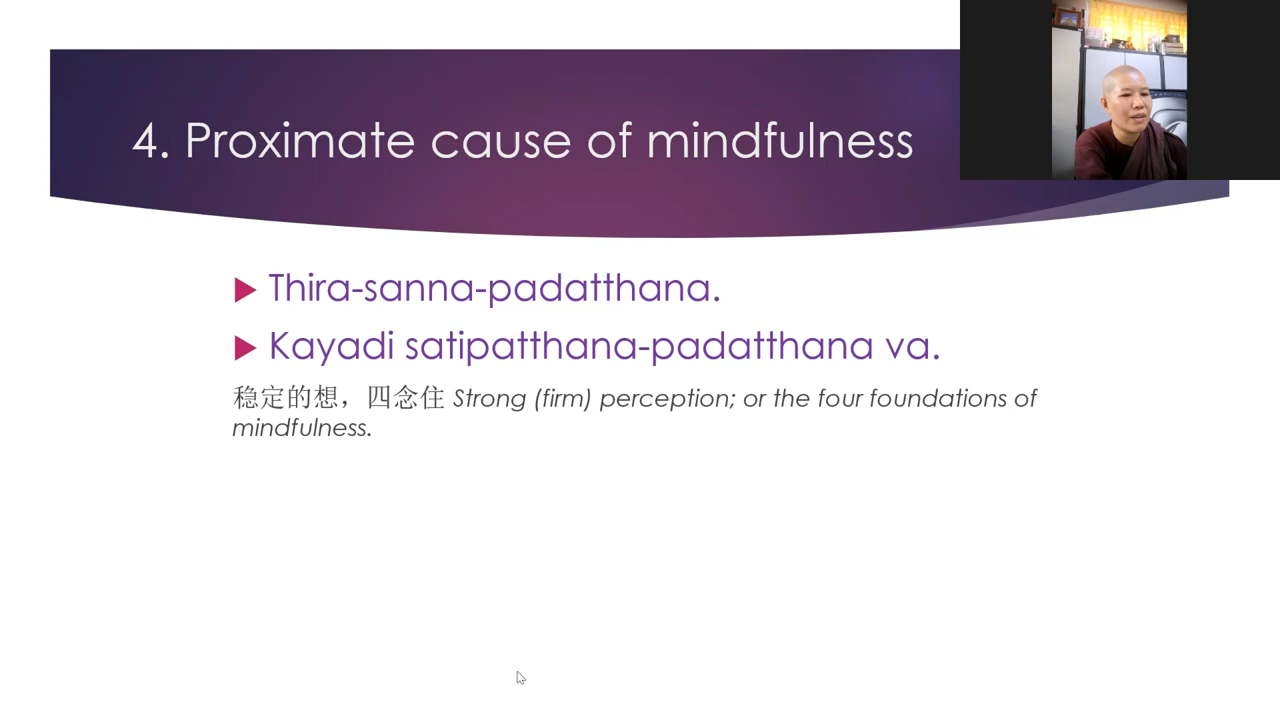 4. Proximate cause of mindfulness
Thira-sanna-padatthana.
Kayadi satipatthana-padatthana va.
稳定的想，四念住 Strong (firm) perception; or the four foundations of
mindfulness.